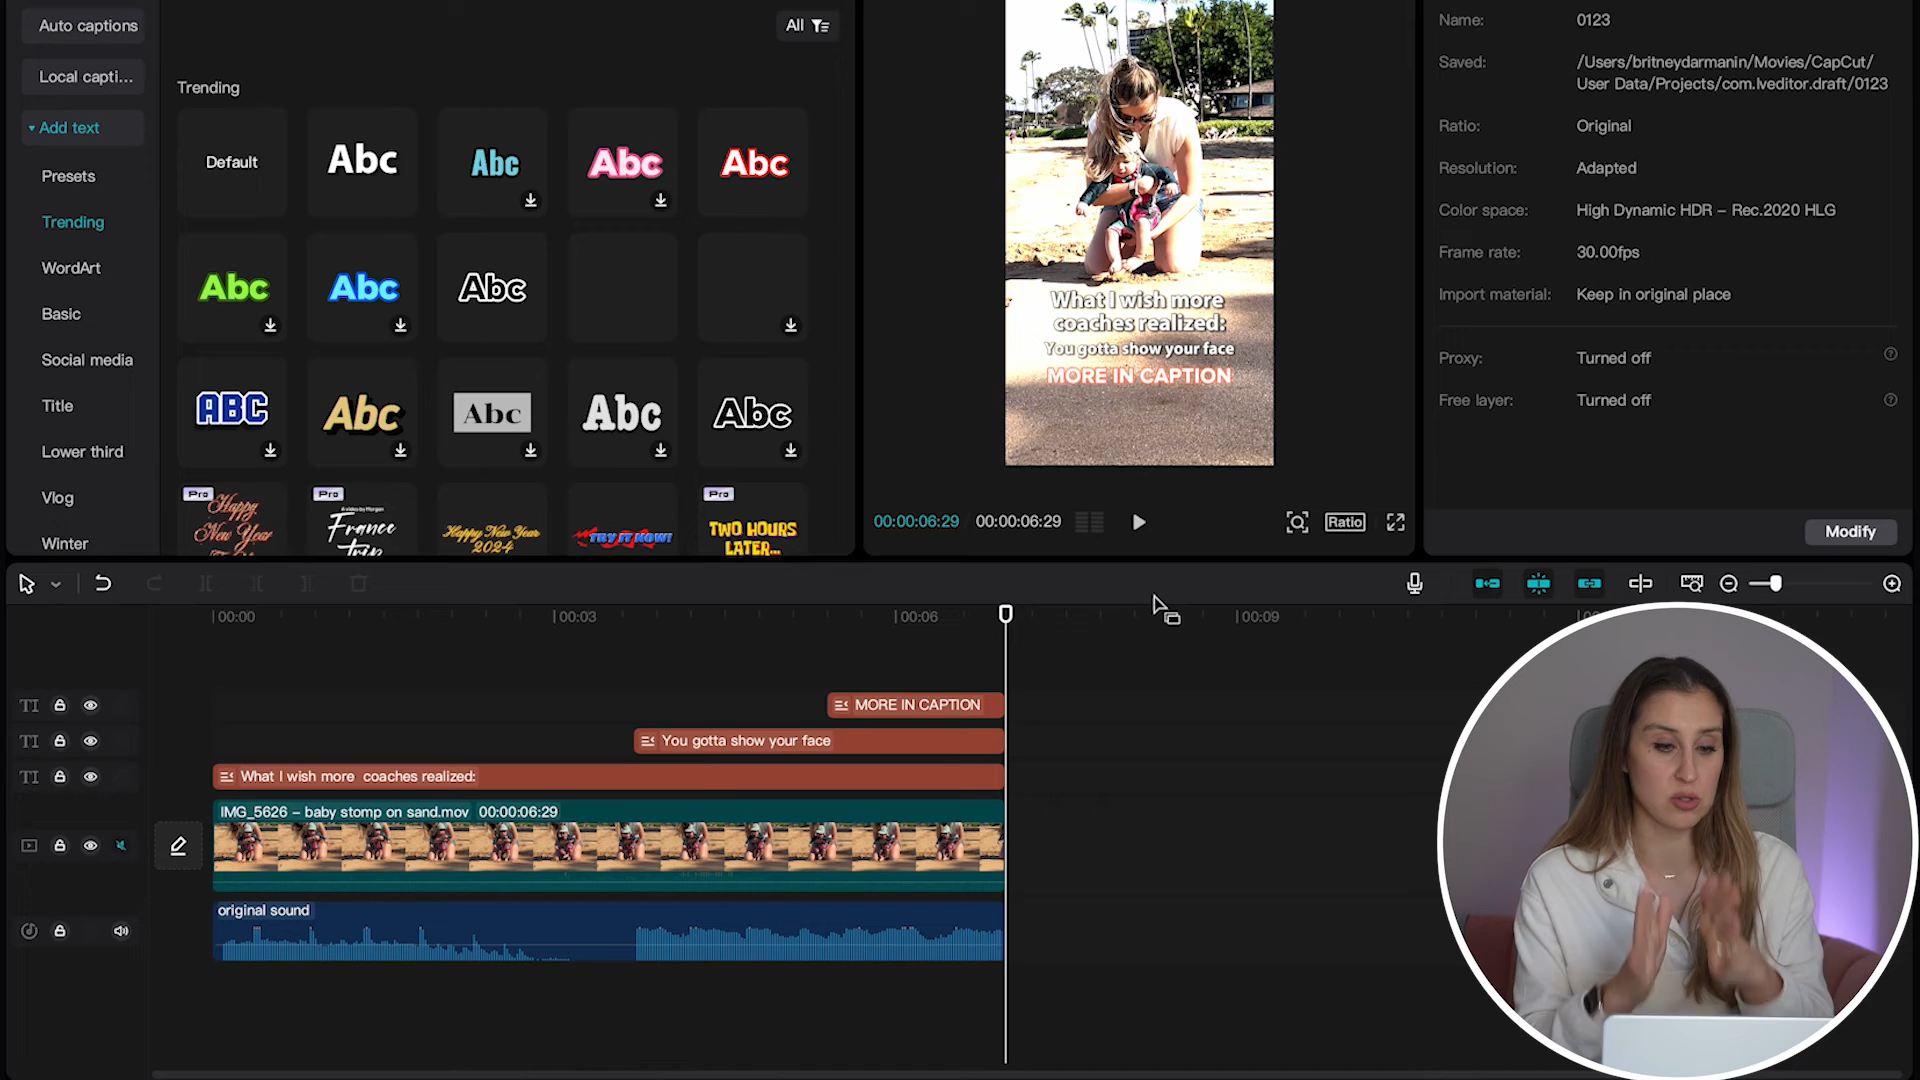 Auto captions
Local capti...
Add text
Presets
Trending
WordArt
Basic
Social media
Title
Lower third
Vlog
Winter
All
Trending
Default
Abc
Abc
Abc
Abc
Abc
Abc
Abc
ABC
Abc
Abc
Abc
Abc
Pro
Happy
New Year
Pro
France
trip
Happy New Year
2024
TRY IT NOW!
Pro
TWO HOURS
LATER...
What I wish more
coaches realized:
You gotta show your face
MORE IN CAPTION
00:00:06:29
00:00:06:29
Ratio
Name: 0123
Saved: /Users/britneydarmanin/Movies/CapCut/
User Data/Projects/com.lveditor.draft/0123
Ratio: Original
Resolution: Adapted
Color space: High Dynamic HDR – Rec.2020 HLG
Frame rate: 30.00fps
Import material: Keep in original place
Proxy: Turned off
Free layer: Turned off
Modify
00:00
00:03
00:06
00:09
TI
MORE IN CAPTION
TI
You gotta show your face
TI
What I wish more coaches realized:
IMG_5626 – baby stomp on sand.mov 00:00:06:29
original sound